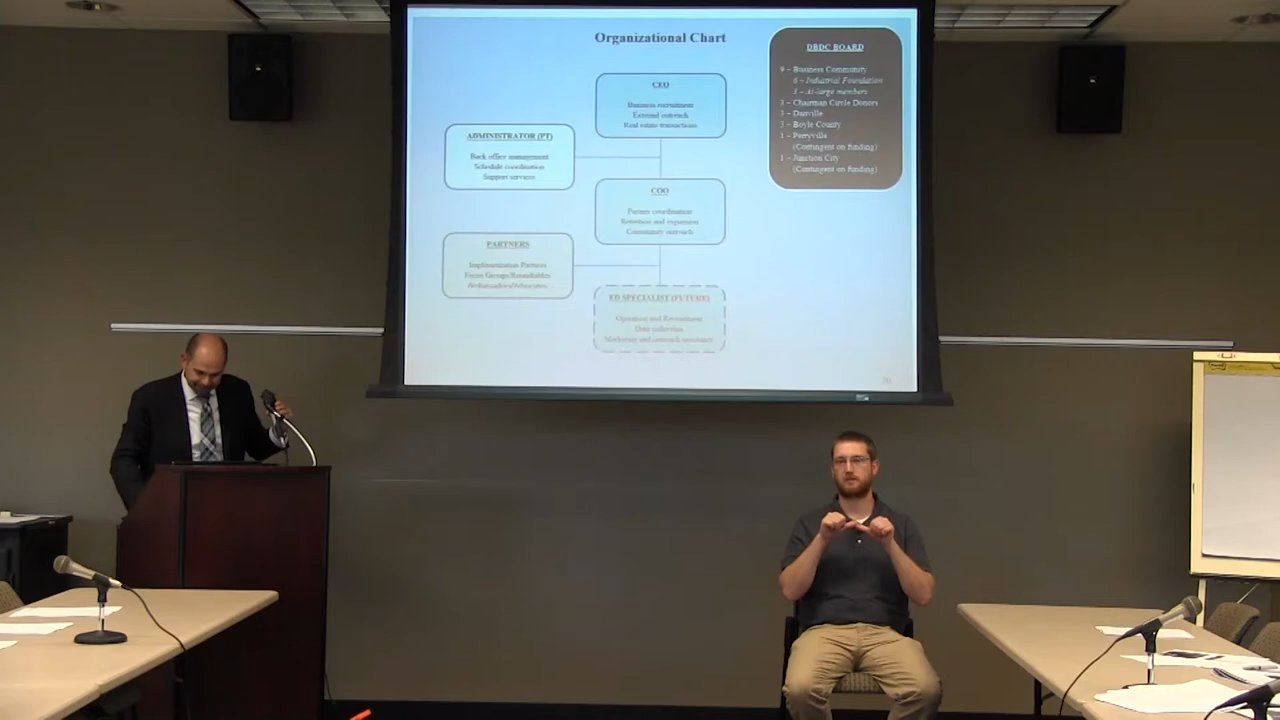 Organizational Chart
CEO
Business recruitment
External outreach
Real estate transactions
ADMINISTRATOR (PT)
Back office management
Schedule coordination
Support services
COO
Partner coordination
Retention and expansion
Community outreach
PARTNERS
Implementation Partners
Focus Groups/Roundtables
Ambassadors/Advocates
ED SPECIALIST (FUTURE)
Operation and Recruitment
Data collection
Marketing and outreach assistance
DBDC BOARD
9 – Business Community
6 – Industrial Foundation
3 – At-large members
3 – Chairman Circle Donors
3 – Danville
3 – Boyle County
1 – Perryville
(Contingent on funding)
1 – Junction City
(Contingent on funding)